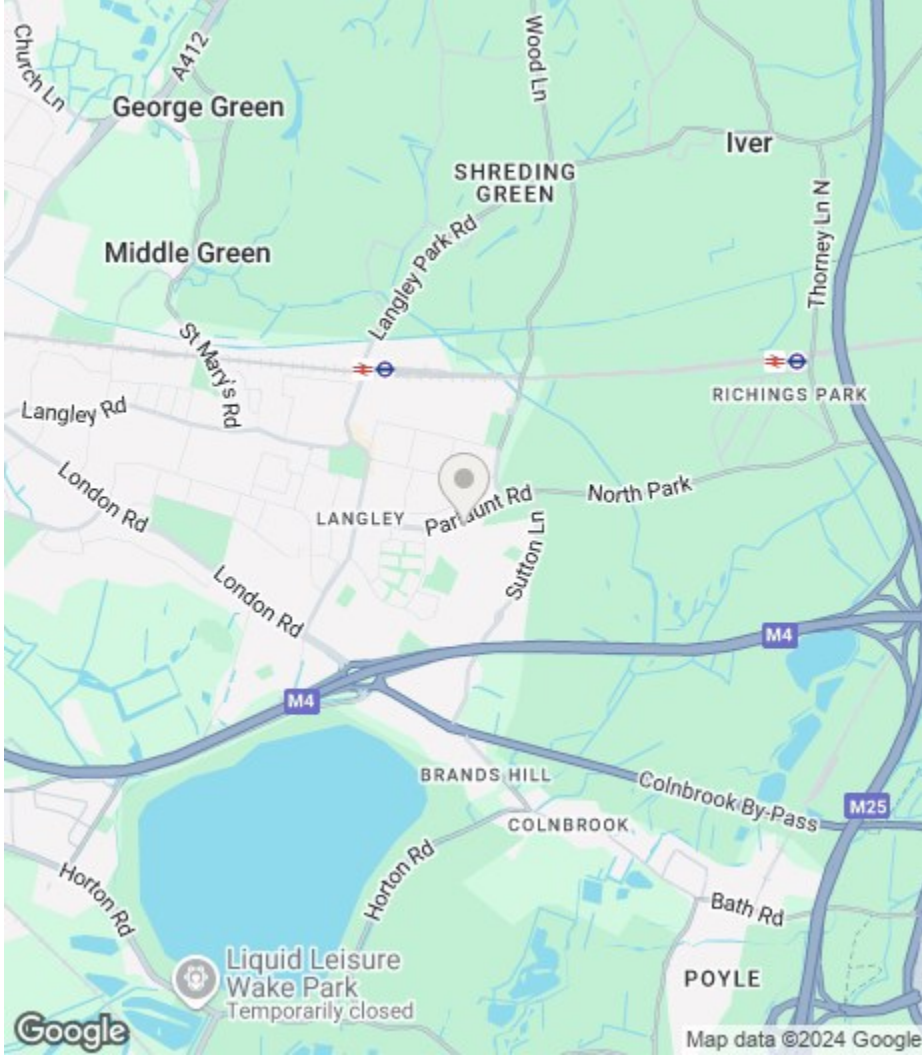 Church Ln
A412
Wood Ln
George Green
Iver
SHREDING
GREEN
Thorney Ln N
Langley Park Rd
Middle Green
St Mary's Rd
RICHINGS PARK
Langley Rd
London Rd
North Park
LANGLEY
Parlaunt Rd
Sutton Ln
London Rd
M4
M4
BRANDS HILL
Colnbrook By-Pass
M25
COLNBROOK
Horton Rd
Horton Rd
Bath Rd
Liquid Leisure
Wake Park
Temporarily closed
POYLE
Google
Map data ©2024 Google